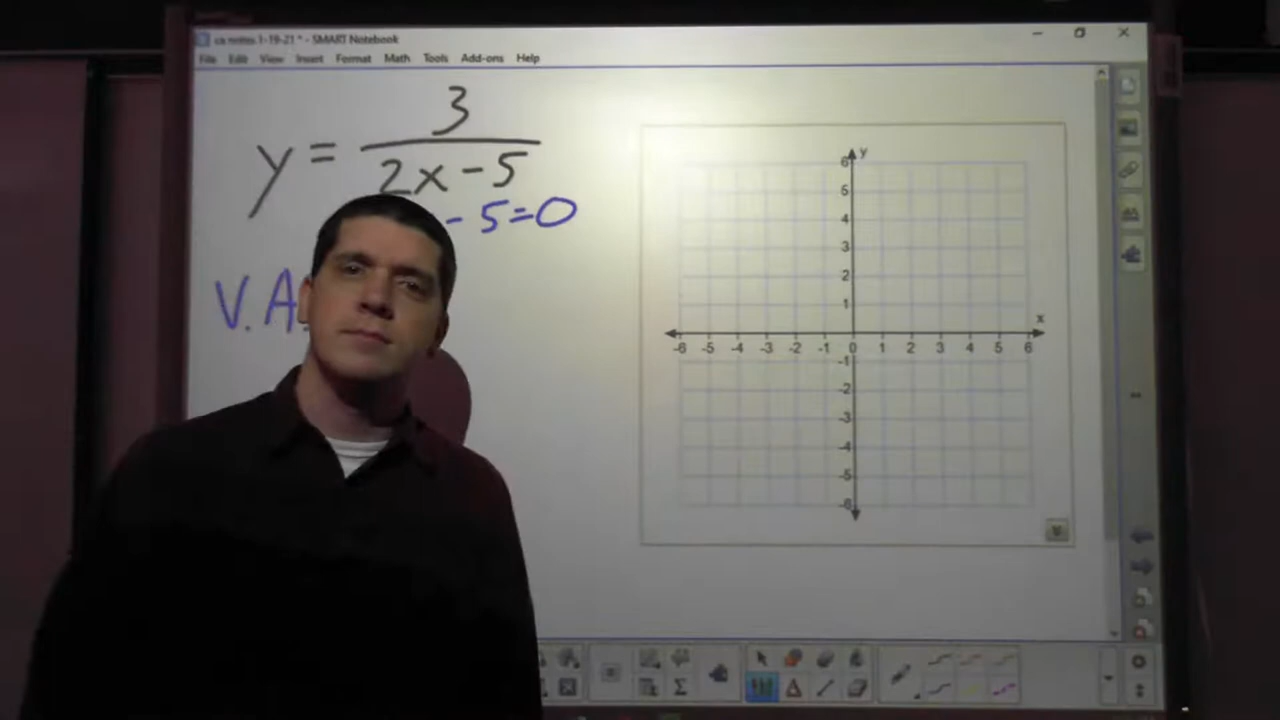 ca notes 1-19-21 * - SMART Notebook
File Edit View Insert Format Math Tools Add-ons Help
y = 3
2x - 5
- 5 = 0
V. A.
y
6
5
4
3
2
1
x
-6 -5 -4 -3 -2 -1 0 1 2 3 4 5 6
-1
-2
-3
-4
-5
-6
Σ